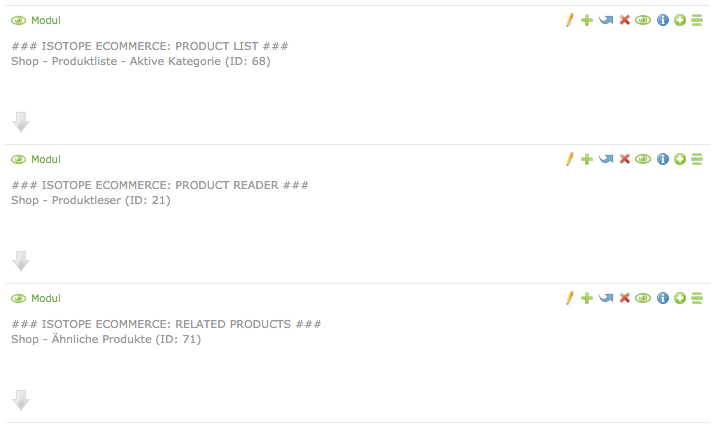 Modul
### ISOTOPE ECOMMERCE: PRODUCT LIST ###
Shop - Produktliste - Aktive Kategorie (ID: 68)
Modul
### ISOTOPE ECOMMERCE: PRODUCT READER ###
Shop - Produktleser (ID: 21)
Modul
### ISOTOPE ECOMMERCE: RELATED PRODUCTS ###
Shop - Ähnliche Produkte (ID: 71)